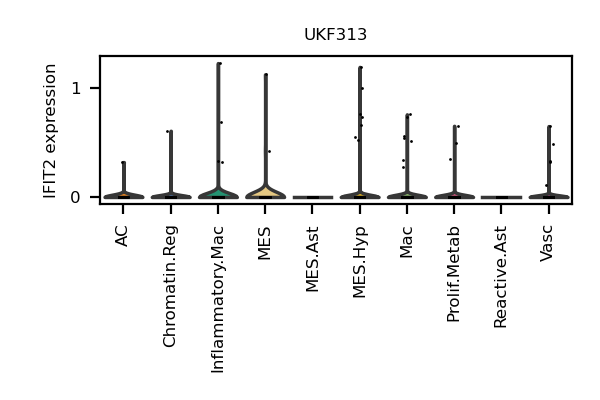 UKF313
IFIT2 expression
1
0
AC
Chromatin.Reg
Inflammatory.Mac
MES
MES.Ast
MES.Hyp
Mac
Prolif.Metab
Reactive.Ast
Vasc